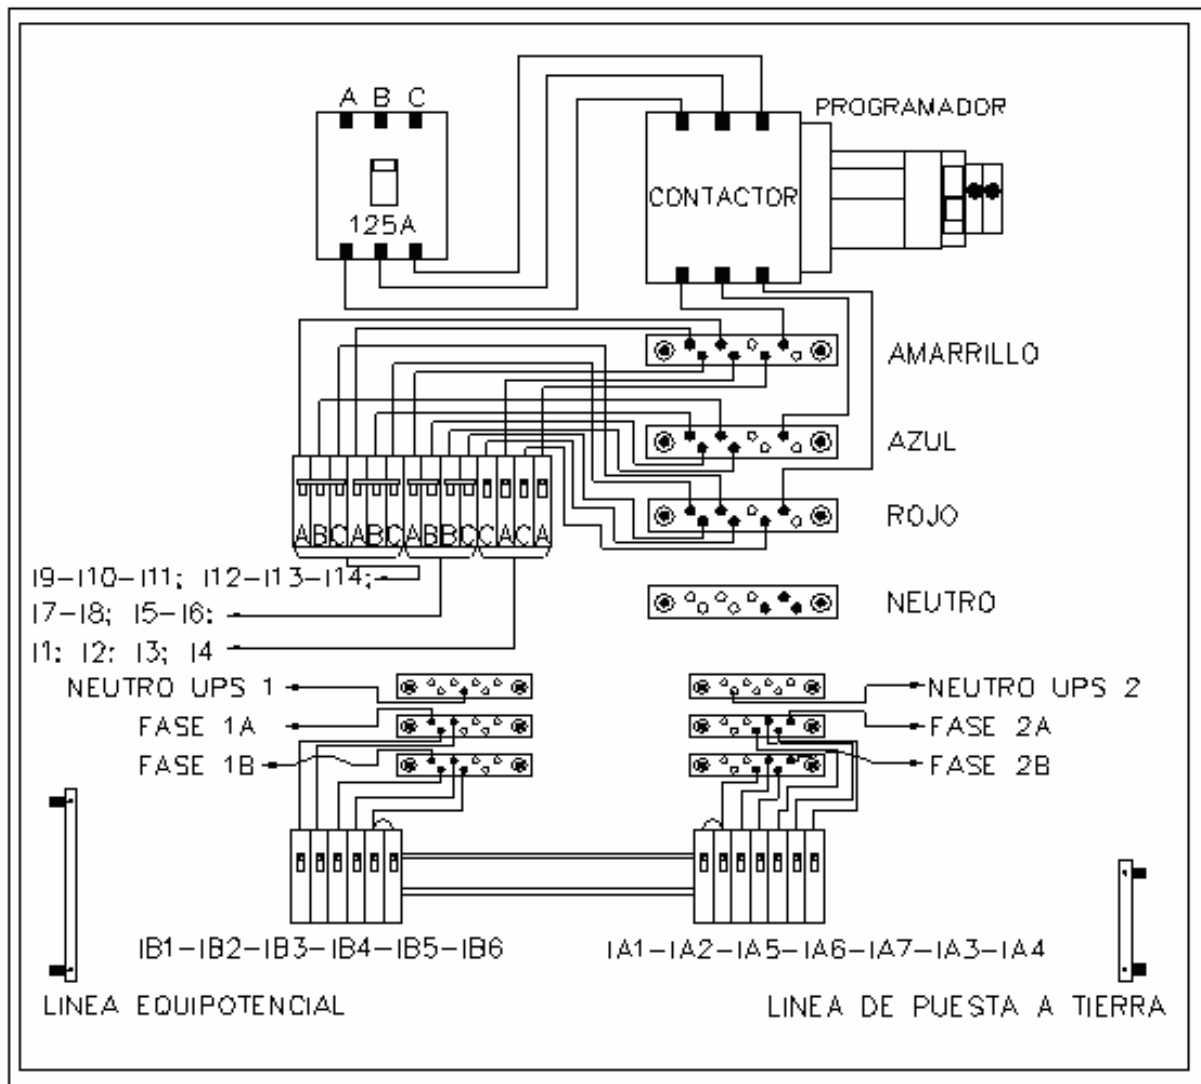 A B C
PROGRAMADOR
CONTACTOR
125A
AMARRILLO
AZUL
ROJO
ABCABCABBCCACA
I9-I10-I11; I12-I13-I14;
NEUTRO
I7-I8; I5-I6:
I1: I2: I3; I4
NEUTRO UPS 1
NEUTRO UPS 2
FASE 1A
FASE 2A
FASE 1B
FASE 2B
IB1-IB2-IB3-IB4-IB5-IB6
IA1-IA2-IA5-IA6-IA7-IA3-IA4
LINEA EQUIPOTENCIAL
LINEA DE PUESTA A TIERRA